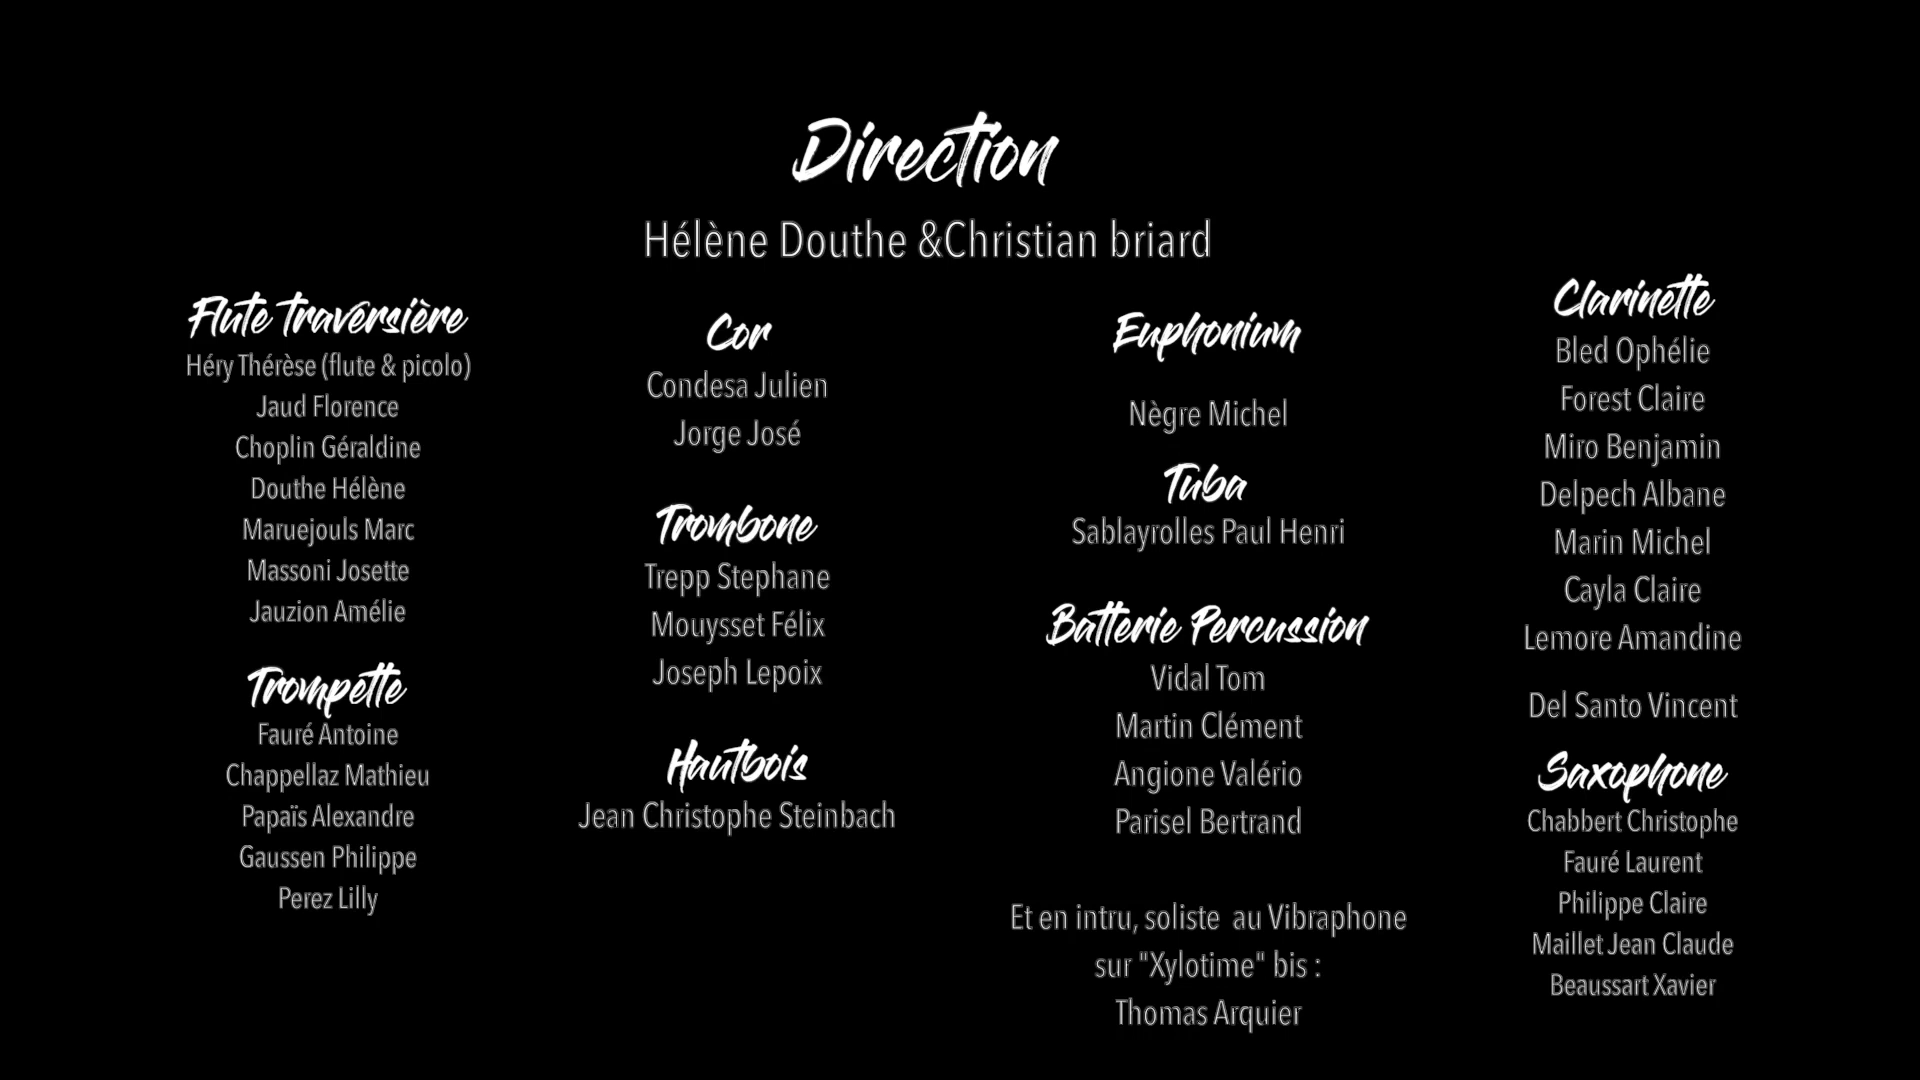 Direction
Hélène Douthe &Christian briard
Flute traversière
Héry Thérèse (flute & picolo)
Jaud Florence
Choplin Géraldine
Douthe Hélène
Maruejouls Marc
Massoni Josette
Jauzion Amélie
Trompette
Fauré Antoine
Chappellaz Mathieu
Papaïs Alexandre
Gaussen Philippe
Perez Lilly
Cor
Condesa Julien
Jorge José
Trombone
Trepp Stephane
Mouysset Félix
Joseph Lepoix
Hautbois
Jean Christophe Steinbach
Euphonium
Nègre Michel
Tuba
Sablayrolles Paul Henri
Batterie Percussion
Vidal Tom
Martin Clément
Angione Valério
Parisel Bertrand
Et en intru, soliste  au Vibraphone
sur "Xylotime" bis :
Thomas Arquier
Clarinette
Bled Ophélie
Forest Claire
Miro Benjamin
Delpech Albane
Marin Michel
Cayla Claire
Lemore Amandine
Del Santo Vincent
Saxophone
Chabbert Christophe
Fauré Laurent
Philippe Claire
Maillet Jean Claude
Beaussart Xavier